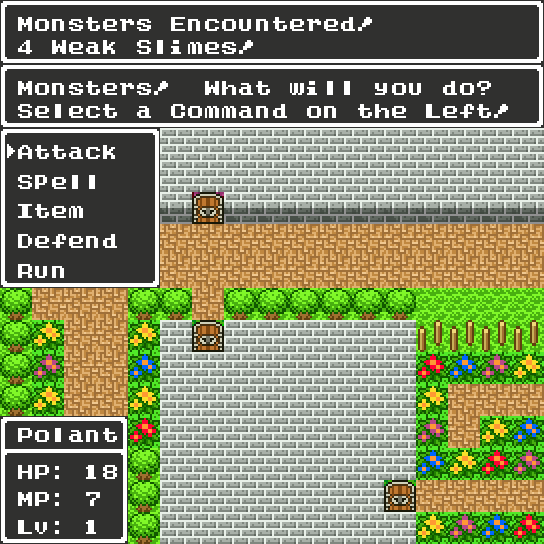 Monsters Encountered!
4 Weak Slimes!
Monsters!  What will you do?
Select a Command on the Left!
Attack
Spell
Item
Defend
Run
Polant
HP: 18
MP: 7
Lv: 1